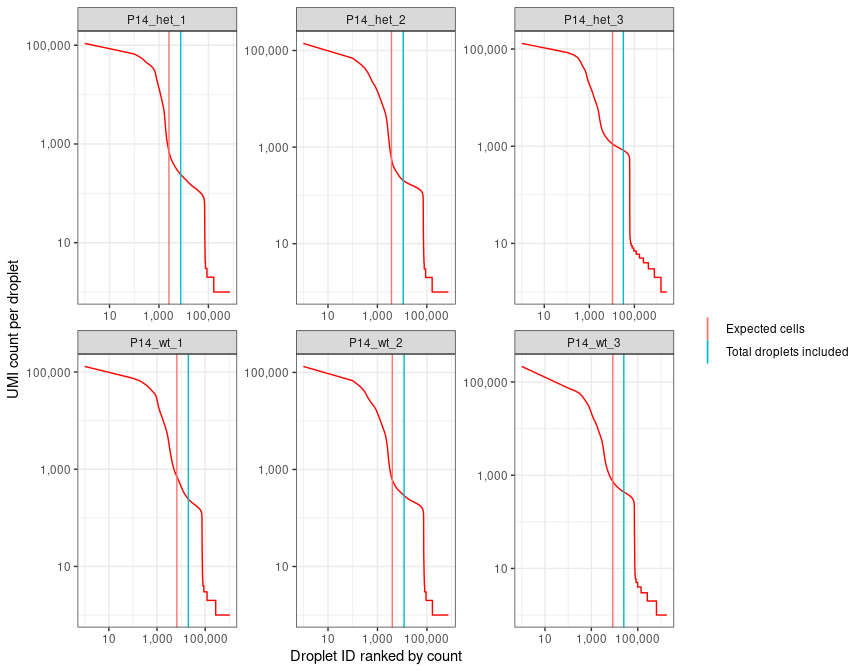 P14_het_1 P14_het_2 P14_het_3
100,000 100,000 100,000
1,000 1,000 1,000
10 10 10
10 1,000 100,000 10 1,000 100,000 10 1,000 100,000
UMI count per droplet
P14_wt_1 P14_wt_2 P14_wt_3
100,000 100,000 100,000
1,000 1,000 1,000
10 10 10
10 1,000 100,000 10 1,000 100,000 10 1,000 100,000
Droplet ID ranked by count
Expected cells
Total droplets included